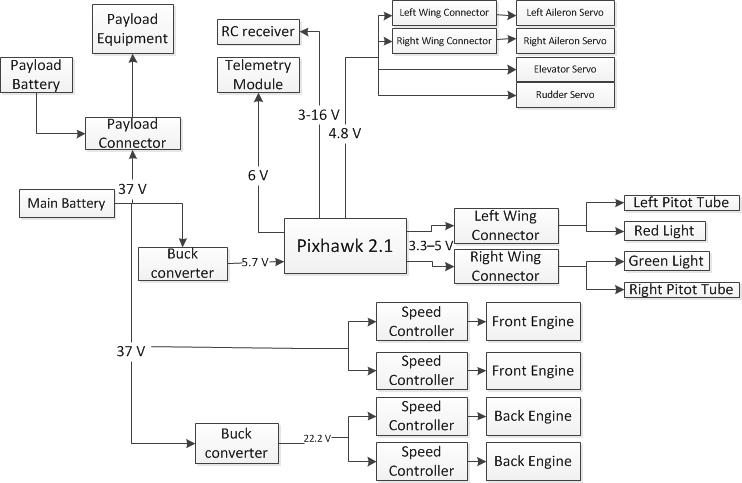 Payload
Equipment
RC receiver
Left Wing Connector
Left Aileron Servo
Right Wing Connector
Right Aileron Servo
Payload
Battery
Telemetry
Module
Elevator Servo
Rudder Servo
3-16 V
4.8 V
Payload
Connector
6 V
37 V
Main Battery
Left Wing
Connector
Left Pitot Tube
Red Light
Pixhawk 2.1
3.3–5 V
Buck
converter
5.7 V
Right Wing
Connector
Green Light
Right Pitot Tube
Speed
Controller
Front Engine
37 V
Speed
Controller
Front Engine
Speed
Controller
Back Engine
Buck
converter
22.2 V
Speed
Controller
Back Engine